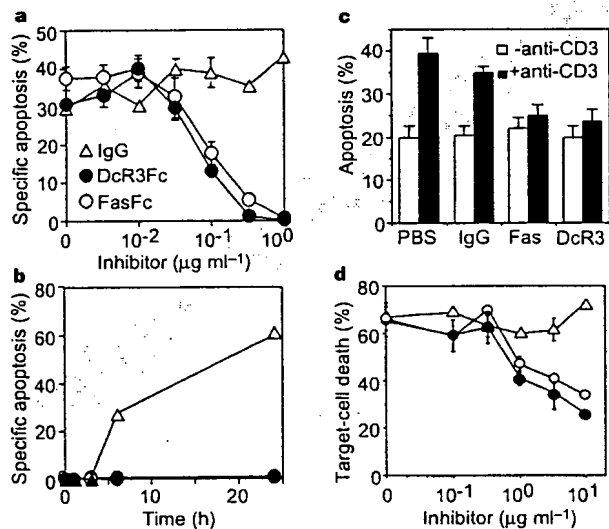 a
Specific apoptosis (%)
50
40
30
20
10
0
△ IgG
● DcR3Fc
○ FasFc
0 10-2 10-1 100
Inhibitor (µg ml–1)
b
Specific apoptosis (%)
80
60
40
20
0
0 10 20
Time (h)
c
Apoptosis (%)
40
30
20
10
-anti-CD3
+anti-CD3
PBS IgG Fas DcR3
d
Target-cell death (%)
80
60
40
20
0
0 10-1 100 101
Inhibitor (µg ml–1)